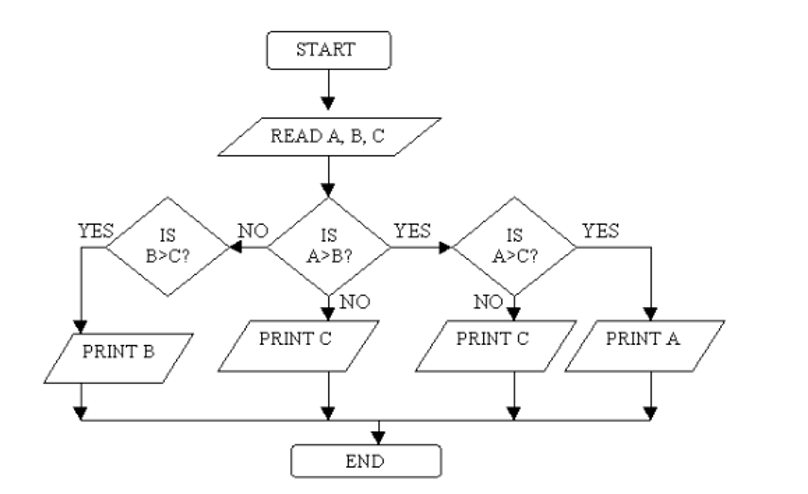 START
READ A, B, C
YES
IS
B>C?
NO
IS
A>B?
YES
IS
A>C?
YES
NO
NO
PRINT B
PRINT C
PRINT C
PRINT A
END